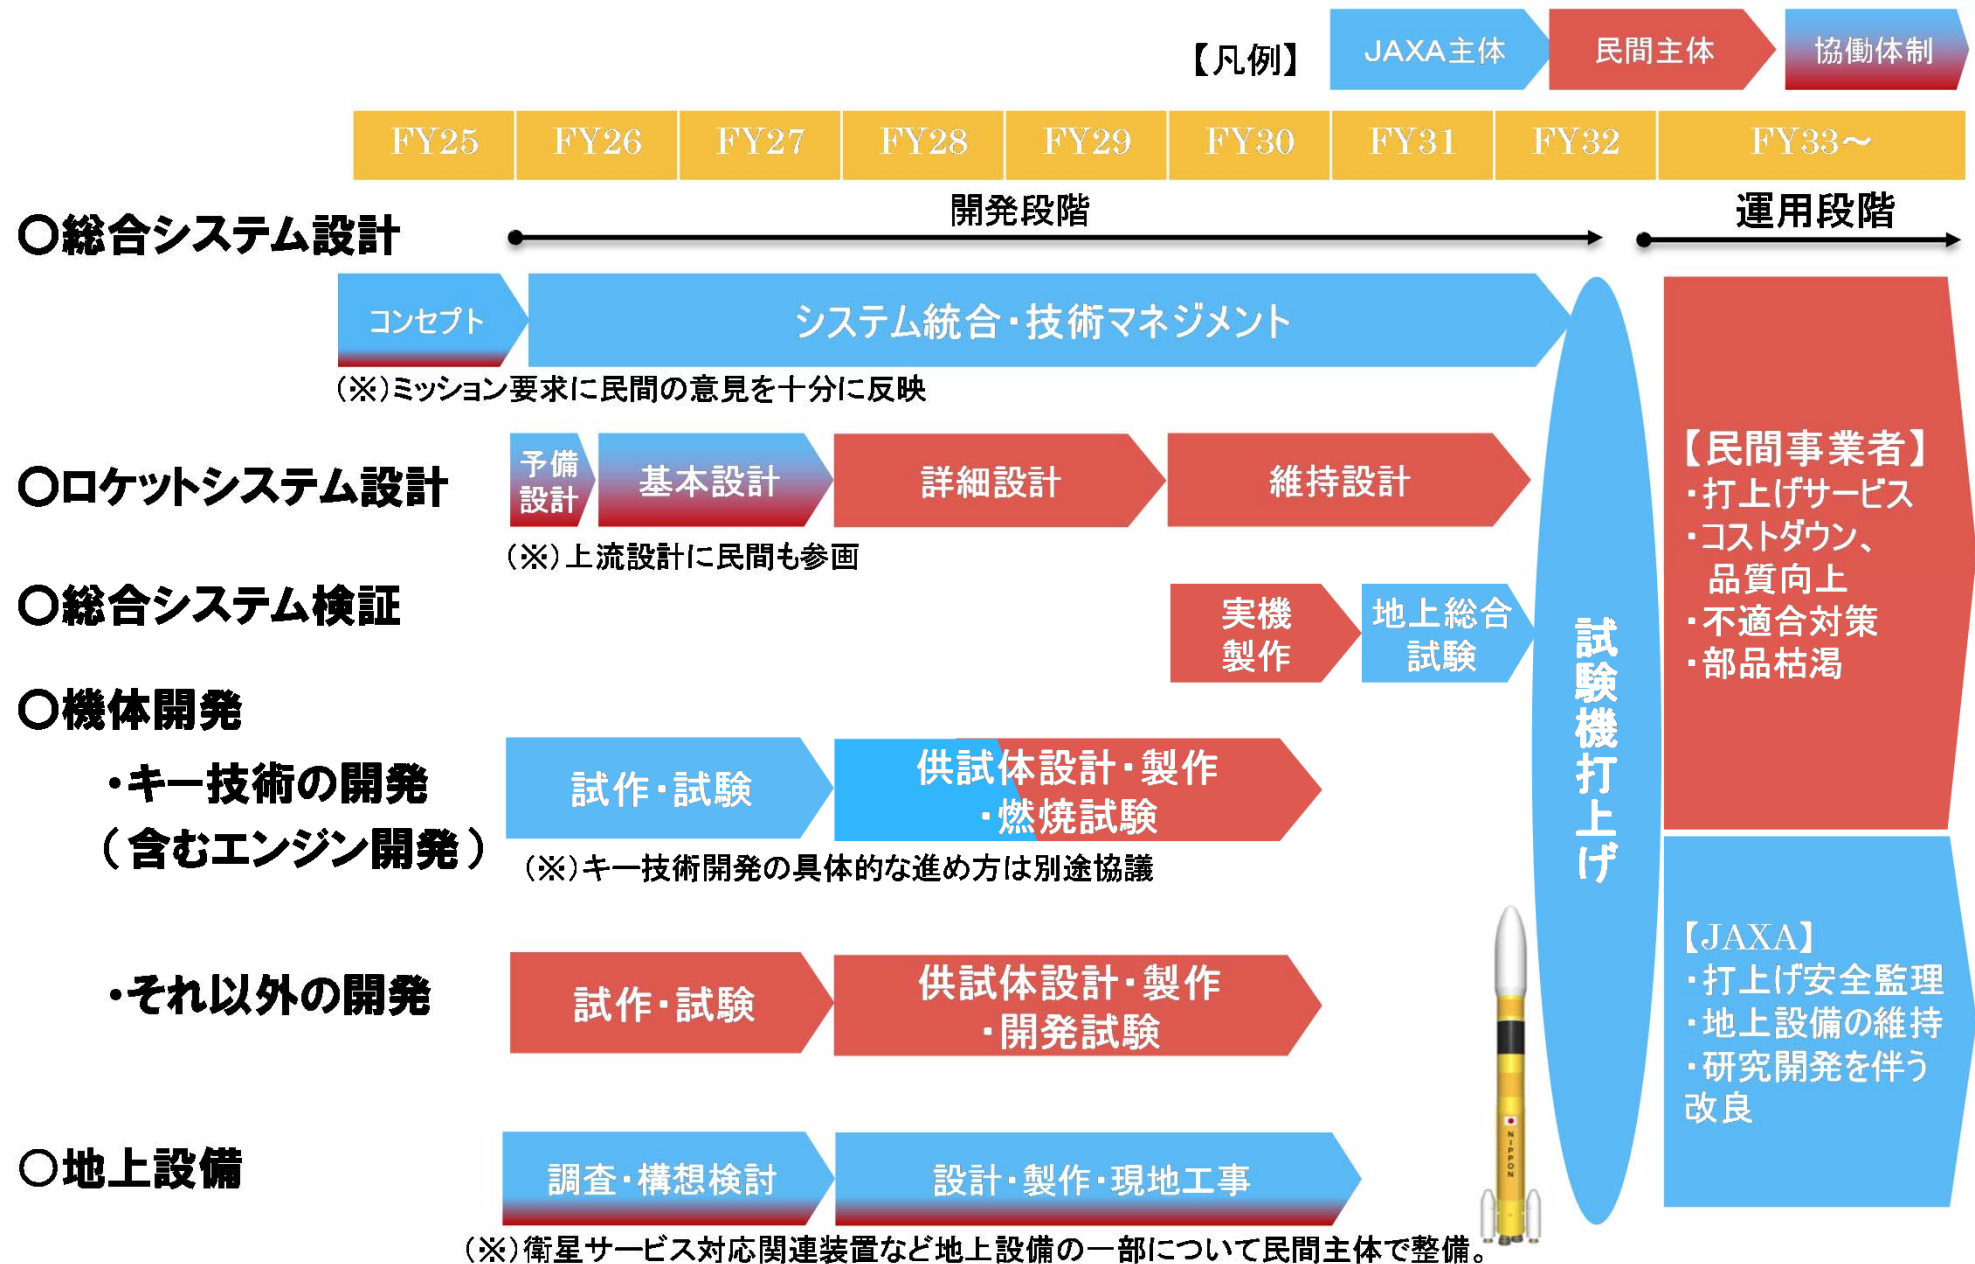 【凡例】
JAXA主体
民間主体
協働体制
FY25
FY26
FY27
FY28
FY29
FY30
FY31
FY32
FY33～
開発段階
運用段階
○総合システム設計
コンセプト
システム統合・技術マネジメント
(※)ミッション要求に民間の意見を十分に反映
○ロケットシステム設計
予備
設計
基本設計
詳細設計
維持設計
(※)上流設計に民間も参画
○総合システム検証
実機
製作
地上総合
試験
○機体開発
・キー技術の開発
(含むエンジン開発)
試作・試験
供試体設計・製作
・燃焼試験
(※)キー技術開発の具体的な進め方は別途協議
・それ以外の開発
試作・試験
供試体設計・製作
・開発試験
○地上設備
調査・構想検討
設計・製作・現地工事
(※)衛星サービス対応関連装置など地上設備の一部について民間主体で整備。
試験機打上げ
NIPPON
【民間事業者】
・打上げサービス
・コストダウン、
品質向上
・不適合対策
・部品枯渇
【JAXA】
・打上げ安全監理
・地上設備の維持
・研究開発を伴う
改良